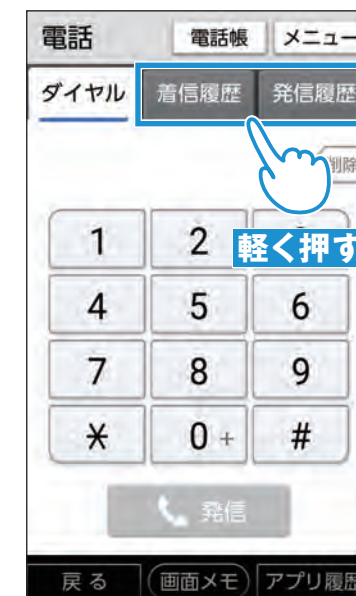 電話 電話帳 メニュー
ダイヤル 着信履歴 発信履歴
削除
1 2
軽く押す
4 5 6
7 8 9
* 0 + #
発信
戻る 画面メモ アプリ履歴